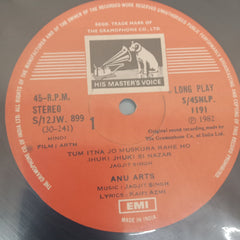 REGD. TRADE MARK OF
THE GRAMOPHONE CO. LTD.
HIS MASTER'S VOICE
45-R.P.M.
STEREO
S/12JW. 899
(30-241)
HINDI
FILM : ARTH
1
LONG PLAY
S/45NLP.
1191
℗ 1982
Original sound recording made by
The Gramophone Co. of India Ltd.
TUM ITNA JO MUSKURA RAHE HO
JHUKI JHUKI SI NAZAR
JAGJIT SINGH
ANU ARTS
MUSIC : JAGJIT SINGH
LYRICS : KAIFI AZMI
EMI
MADE IN INDIA